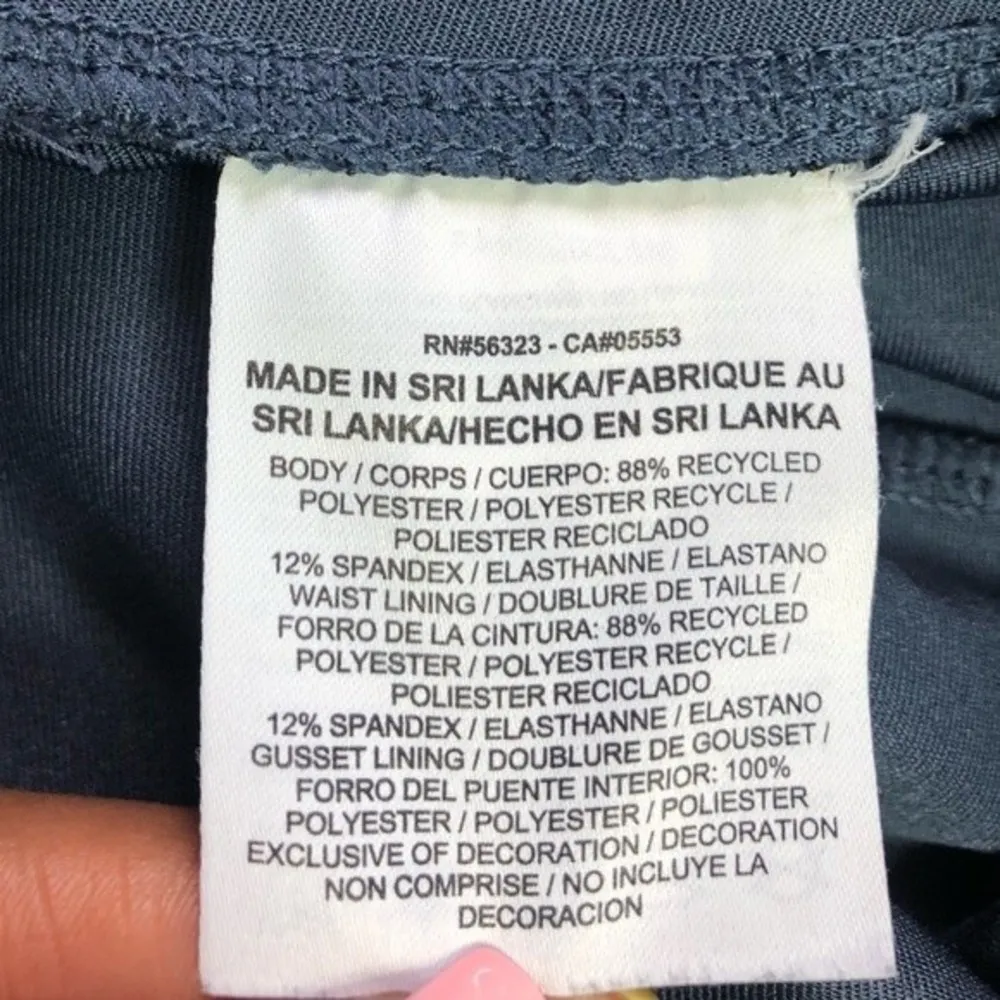 RN#56323 - CA#05553
MADE IN SRI LANKA/FABRIQUE AU
SRI LANKA/HECHO EN SRI LANKA
BODY / CORPS / CUERPO: 88% RECYCLED
POLYESTER / POLYESTER RECYCLE /
POLIESTER RECICLADO
12% SPANDEX / ELASTHANNE / ELASTANO
WAIST LINING / DOUBLURE DE TAILLE /
FORRO DE LA CINTURA: 88% RECYCLED
POLYESTER / POLYESTER RECYCLE /
POLIESTER RECICLADO
12% SPANDEX / ELASTHANNE / ELASTANO
GUSSET LINING / DOUBLURE DE GOUSSET /
FORRO DEL PUENTE INTERIOR: 100%
POLYESTER / POLYESTER / POLIESTER
EXCLUSIVE OF DECORATION / DECORATION
NON COMPRISE / NO INCLUYE LA
DECORACION